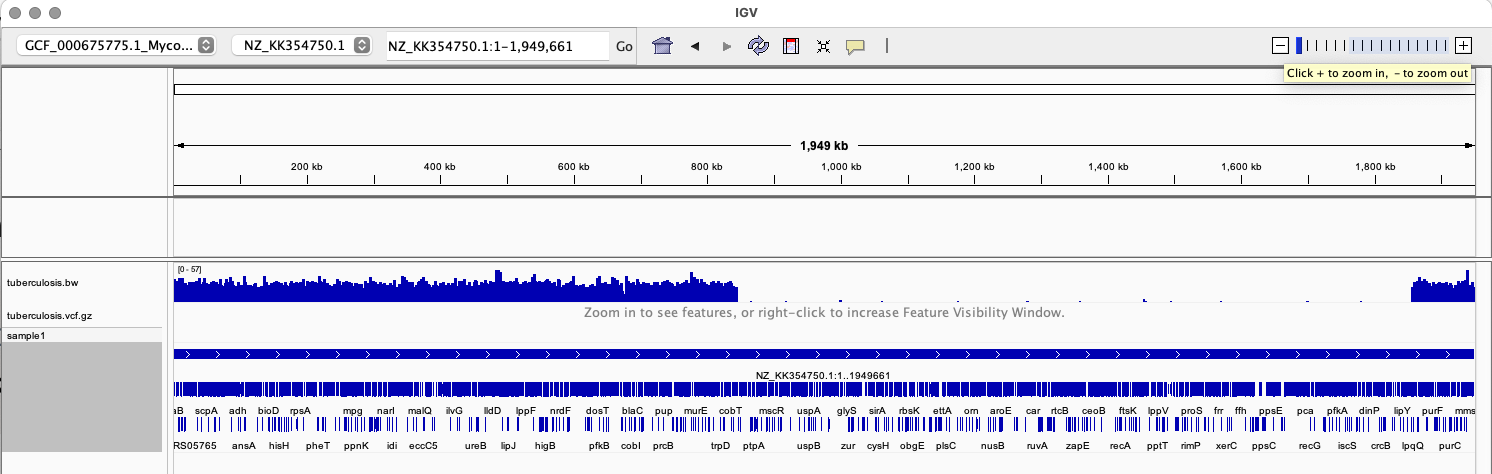 IGV
GCF_000675775.1_Myco... NZ_KK354750.1 NZ_KK354750.1:1-1,949,661 Go
Click + to zoom in, - to zoom out
1,949 kb
200 kb 400 kb 600 kb 800 kb 1,000 kb 1,200 kb 1,400 kb 1,600 kb 1,800 kb
[0 - 57]
tuberculosis.bw
Zoom in to see features, or right-click to increase Feature Visibility Window.
tuberculosis.vcf.gz
sample1
NZ_KK354750.1:1..1949661
aB scpA adh bioD rpsA mpg narI malQ ilvG lldD lppF nrdF dosT blaC pup murE cobT mscR uspA glyS sirA rbsK ettA orn aroE car rtcB ceoB ftsK lppV proS frr ffh ppsE pca pfkA dinP lipY purF mms
RS05765 ansA hisH pheT ppnK idi eccC5 ureB lipJ higB pfkB cobI prcB trpD ptpA uspB zur cysH obgE plsC nusB ruvA zapE recA pptT rimP xerC ppsC recG iscS crcB lpqQ purC